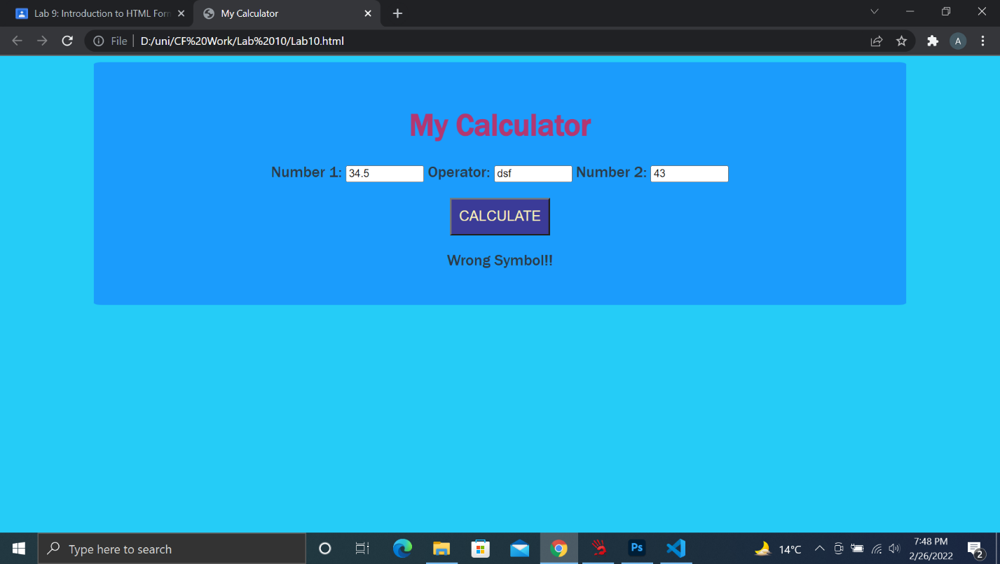 Lab 9: Introduction to HTML Form
My Calculator
File
D:/uni/CF%20Work/Lab%2010/Lab10.html
A
My Calculator
Number 1: 34.5 Operator: dsf Number 2: 43
CALCULATE
Wrong Symbol!!
Type here to search
Ps
14°C
7:48 PM
2/26/2022
2